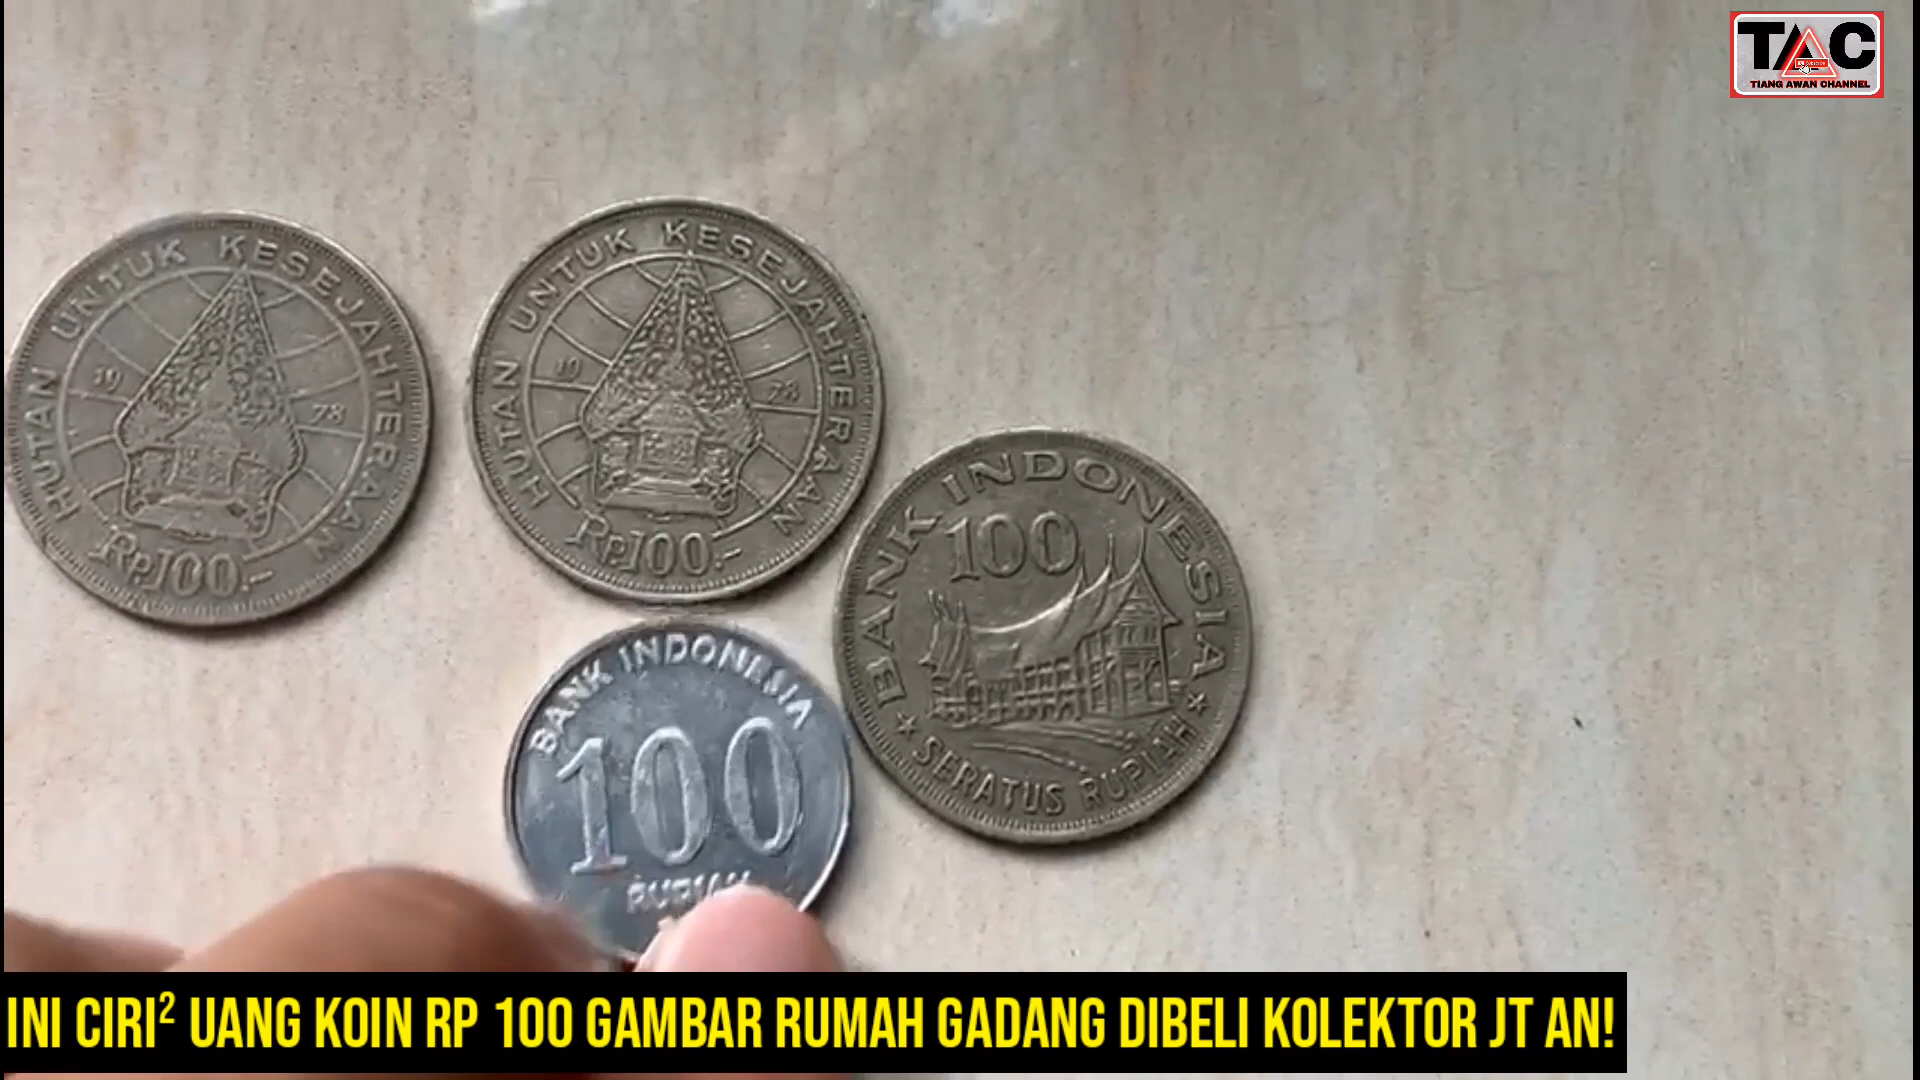 TAC
TIANG AWAN CHANNEL
HUTAN UNTUK KESEJAHTERAAN
19 78
Rp100.-
HUTAN UNTUK KESEJAHTERAAN
19 78
Rp100.-
BANK INDONESIA
100
SERATUS RUPIAH
BANK INDONESIA
100
RUPIAH
INI CIRI² UANG KOIN RP 100 GAMBAR RUMAH GADANG DIBELI KOLEKTOR JT AN!